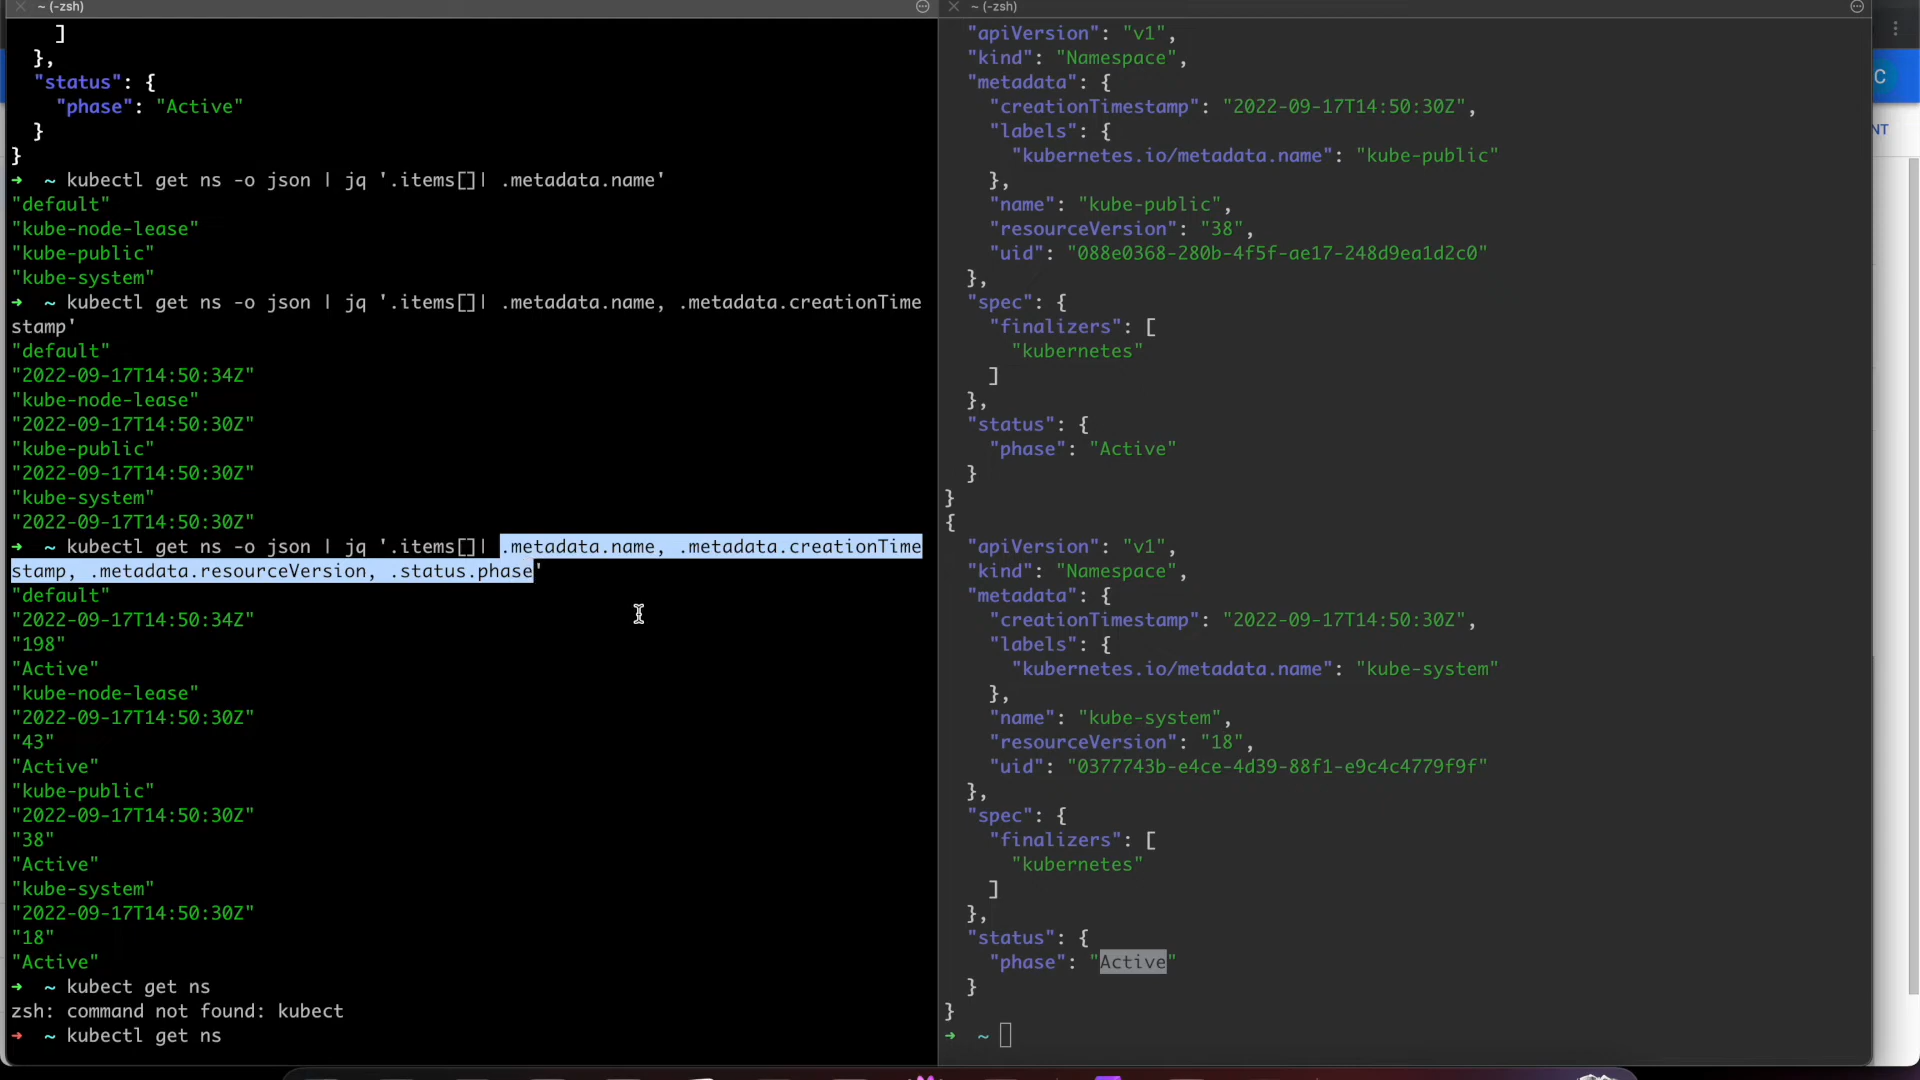 ~ (-zsh)
]
},
"status": {
"phase": "Active"
}
}
➜ ~ kubectl get ns -o json | jq '.items[]| .metadata.name'
"default"
"kube-node-lease"
"kube-public"
"kube-system"
➜ ~ kubectl get ns -o json | jq '.items[]| .metadata.name, .metadata.creationTime
stamp'
"default"
"2022-09-17T14:50:34Z"
"kube-node-lease"
"2022-09-17T14:50:30Z"
"kube-public"
"2022-09-17T14:50:30Z"
"kube-system"
"2022-09-17T14:50:30Z"
➜ ~ kubectl get ns -o json | jq '.items[]| .metadata.name, .metadata.creationTime
stamp, .metadata.resourceVersion, .status.phase'
"default"
"2022-09-17T14:50:34Z"
"198"
"Active"
"kube-node-lease"
"2022-09-17T14:50:30Z"
"43"
"Active"
"kube-public"
"2022-09-17T14:50:30Z"
"38"
"Active"
"kube-system"
"2022-09-17T14:50:30Z"
"18"
"Active"
➜ ~ kubect get ns
zsh: command not found: kubect
➜ ~ kubectl get ns
~ (-zsh)
"apiVersion": "v1",
"kind": "Namespace",
"metadata": {
"creationTimestamp": "2022-09-17T14:50:30Z",
"labels": {
"kubernetes.io/metadata.name": "kube-public"
},
"name": "kube-public",
"resourceVersion": "38",
"uid": "088e0368-280b-4f5f-ae17-248d9ea1d2c0"
},
"spec": {
"finalizers": [
"kubernetes"
]
},
"status": {
"phase": "Active"
}
}
{
"apiVersion": "v1",
"kind": "Namespace",
"metadata": {
"creationTimestamp": "2022-09-17T14:50:30Z",
"labels": {
"kubernetes.io/metadata.name": "kube-system"
},
"name": "kube-system",
"resourceVersion": "18",
"uid": "0377743b-e4ce-4d39-88f1-e9c4c4779f9f"
},
"spec": {
"finalizers": [
"kubernetes"
]
},
"status": {
"phase": "Active"
}
}
➜ ~
C
NT